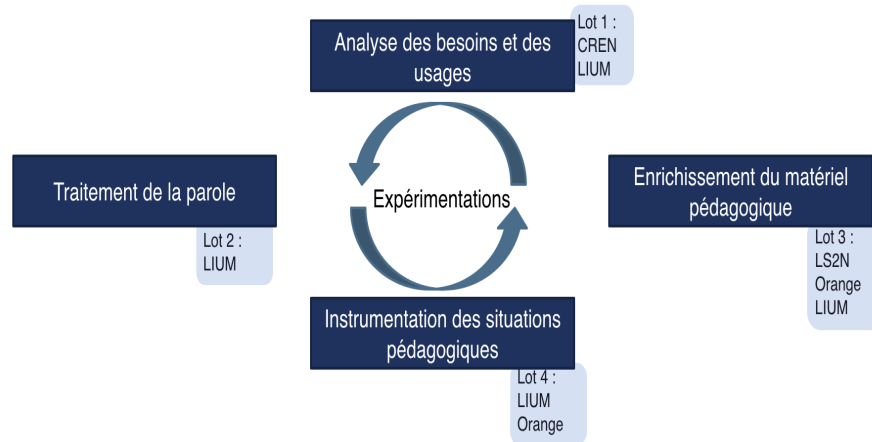 Analyse des besoins et des
usages
Lot 1 :
CREN
LIUM
Traitement de la parole
Lot 2 :
LIUM
Expérimentations
Enrichissement du matériel
pédagogique
Lot 3 :
LS2N
Orange
LIUM
Instrumentation des situations
pédagogiques
Lot 4 :
LIUM
Orange